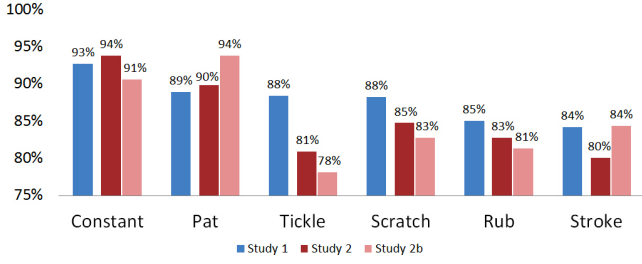 100%
95%
90%
85%
80%
75%
93% 94% 91%
89% 90% 94%
88% 81% 78%
88% 85% 83%
85% 83% 81%
84% 80% 84%
Constant Pat Tickle Scratch Rub Stroke
Study 1 Study 2 Study 2b